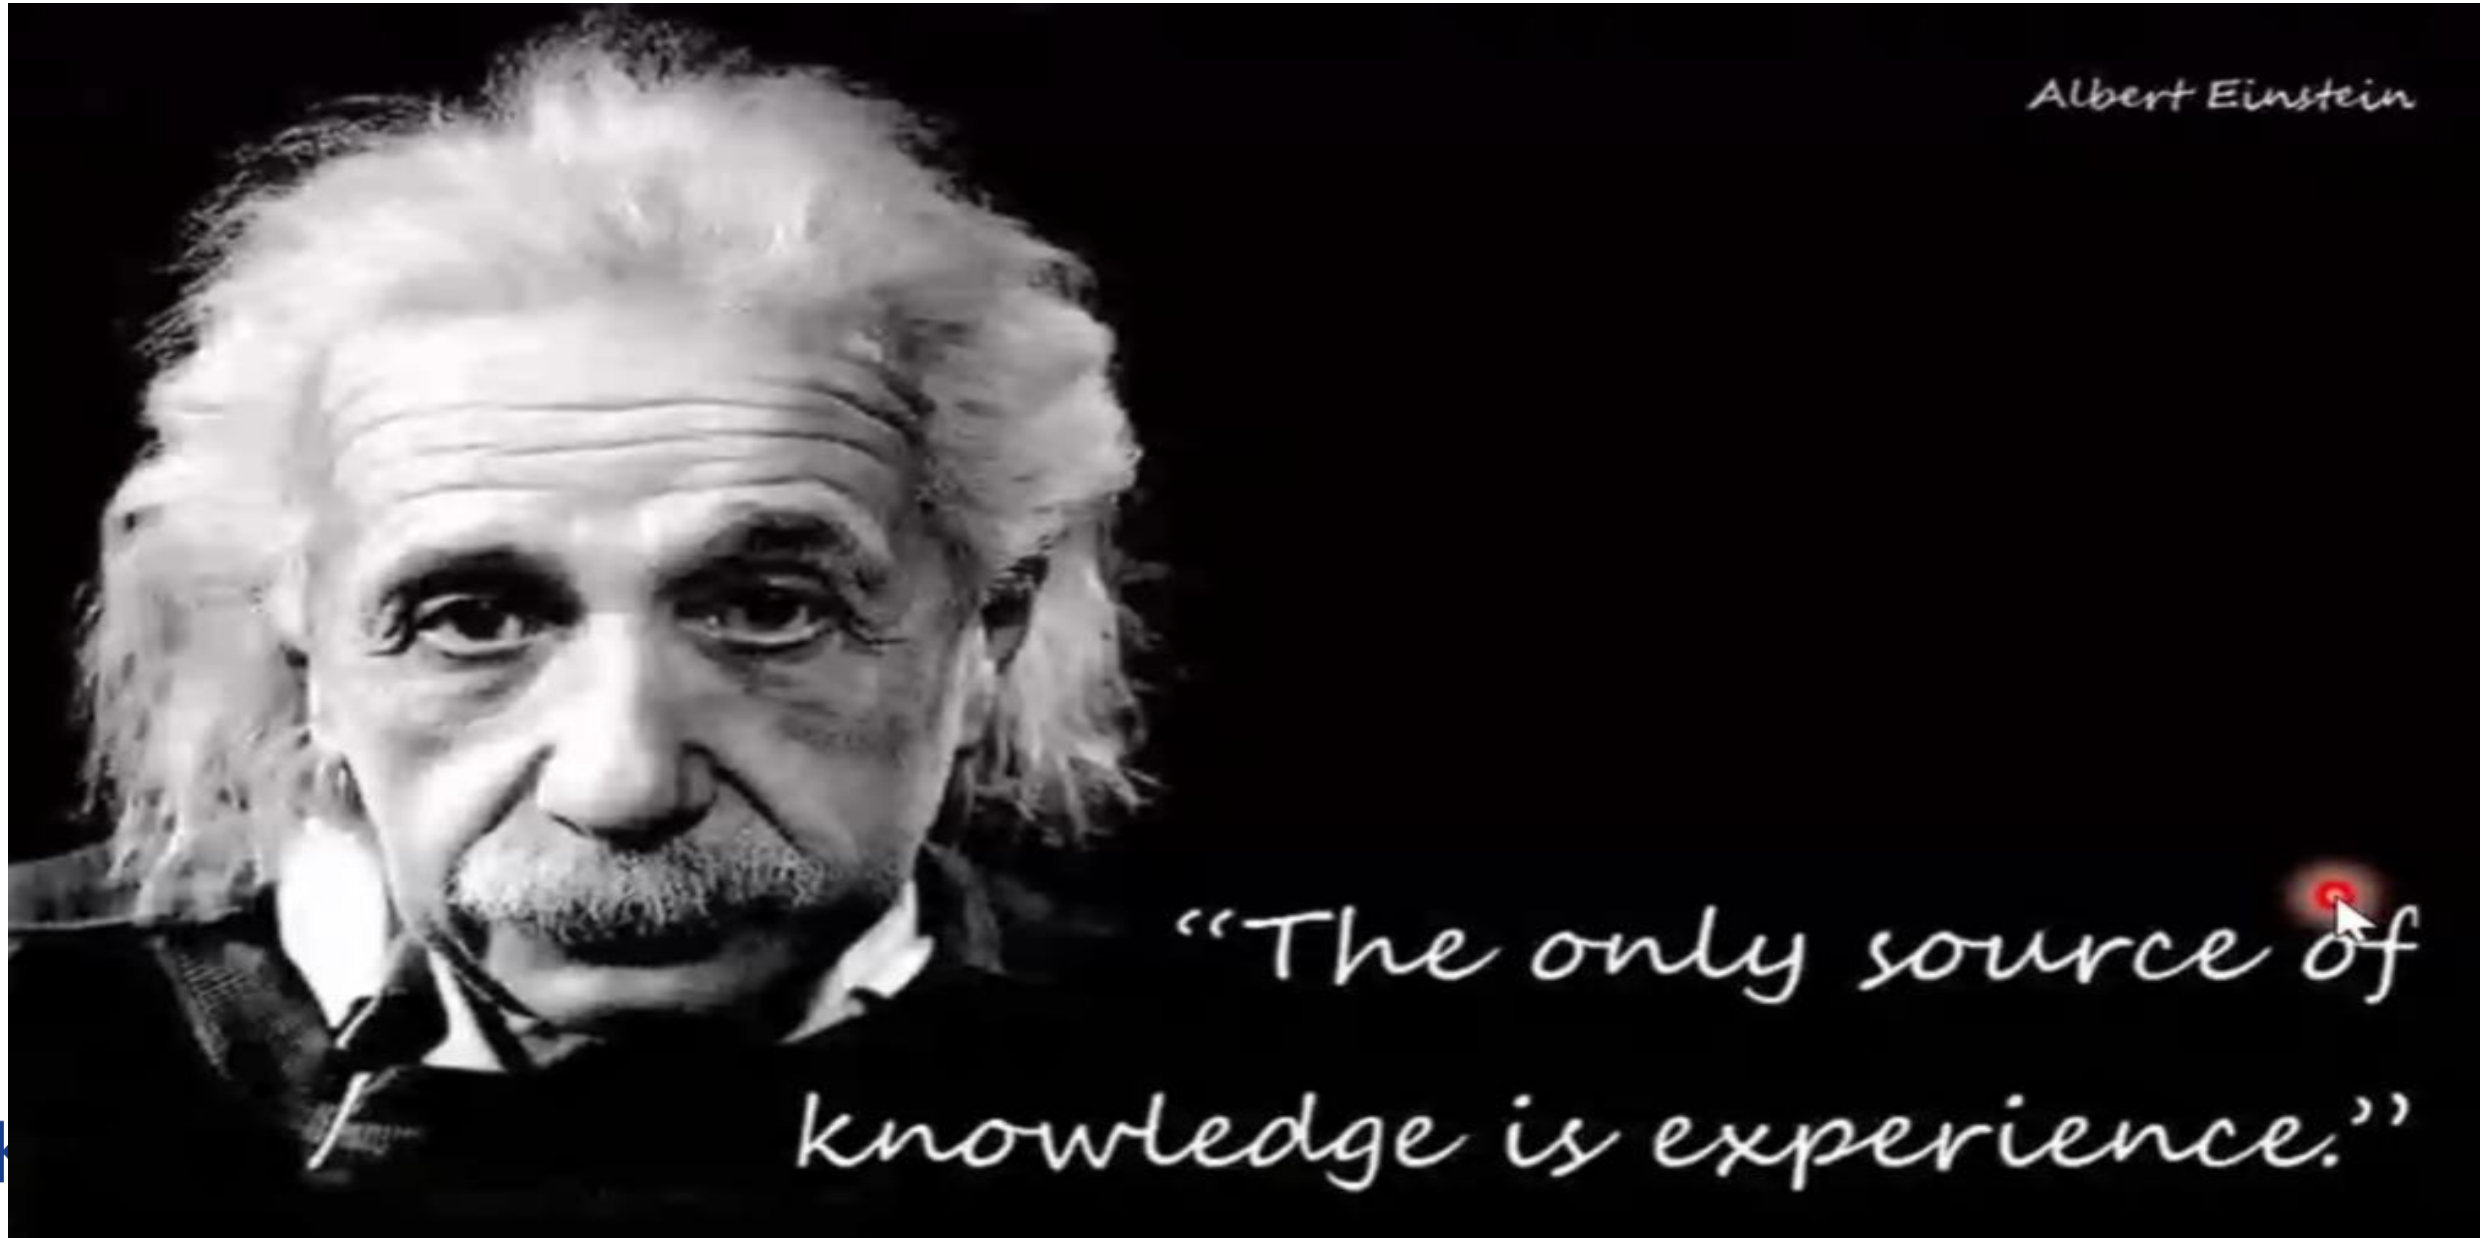 Albert Einstein
“The only source of
knowledge is experience.”